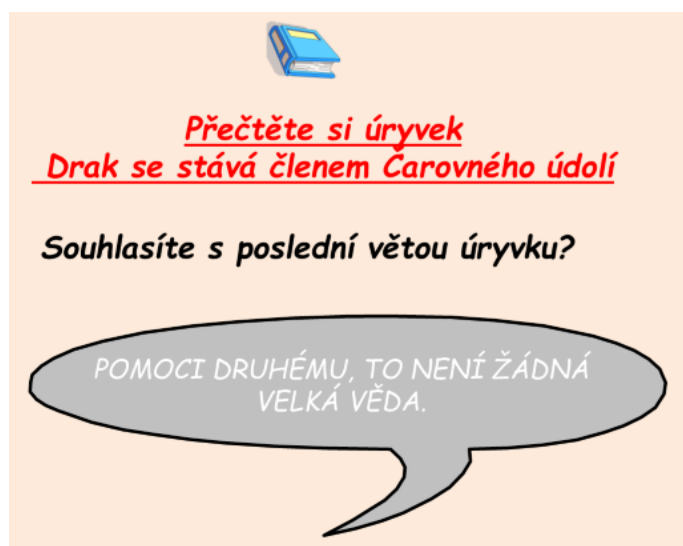 Přečtěte si úryvek
Drak se stává členem Čarovného údolí
Souhlasíte s poslední větou úryvku?
POMOCI DRUHÉMU, TO NENÍ ŽÁDNÁ
VELKÁ VĚDA.